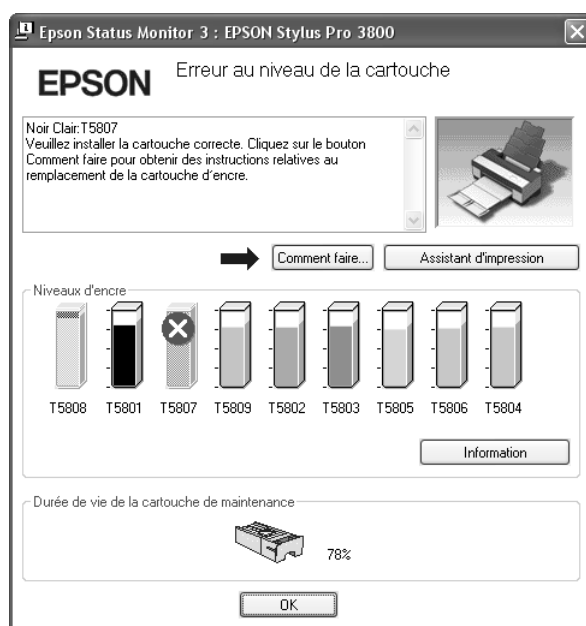 Epson Status Monitor 3 : EPSON Stylus Pro 3800
EPSON
Erreur au niveau de la cartouche
Noir Clair:T5807
Veuillez installer la cartouche correcte. Cliquez sur le bouton
Comment faire pour obtenir des instructions relatives au
remplacement de la cartouche d'encre.
Comment faire...
Assistant d'impression
Niveaux d'encre
T5808 T5801 T5807 T5809 T5802 T5803 T5805 T5806 T5804
Information
Durée de vie de la cartouche de maintenance
78%
OK